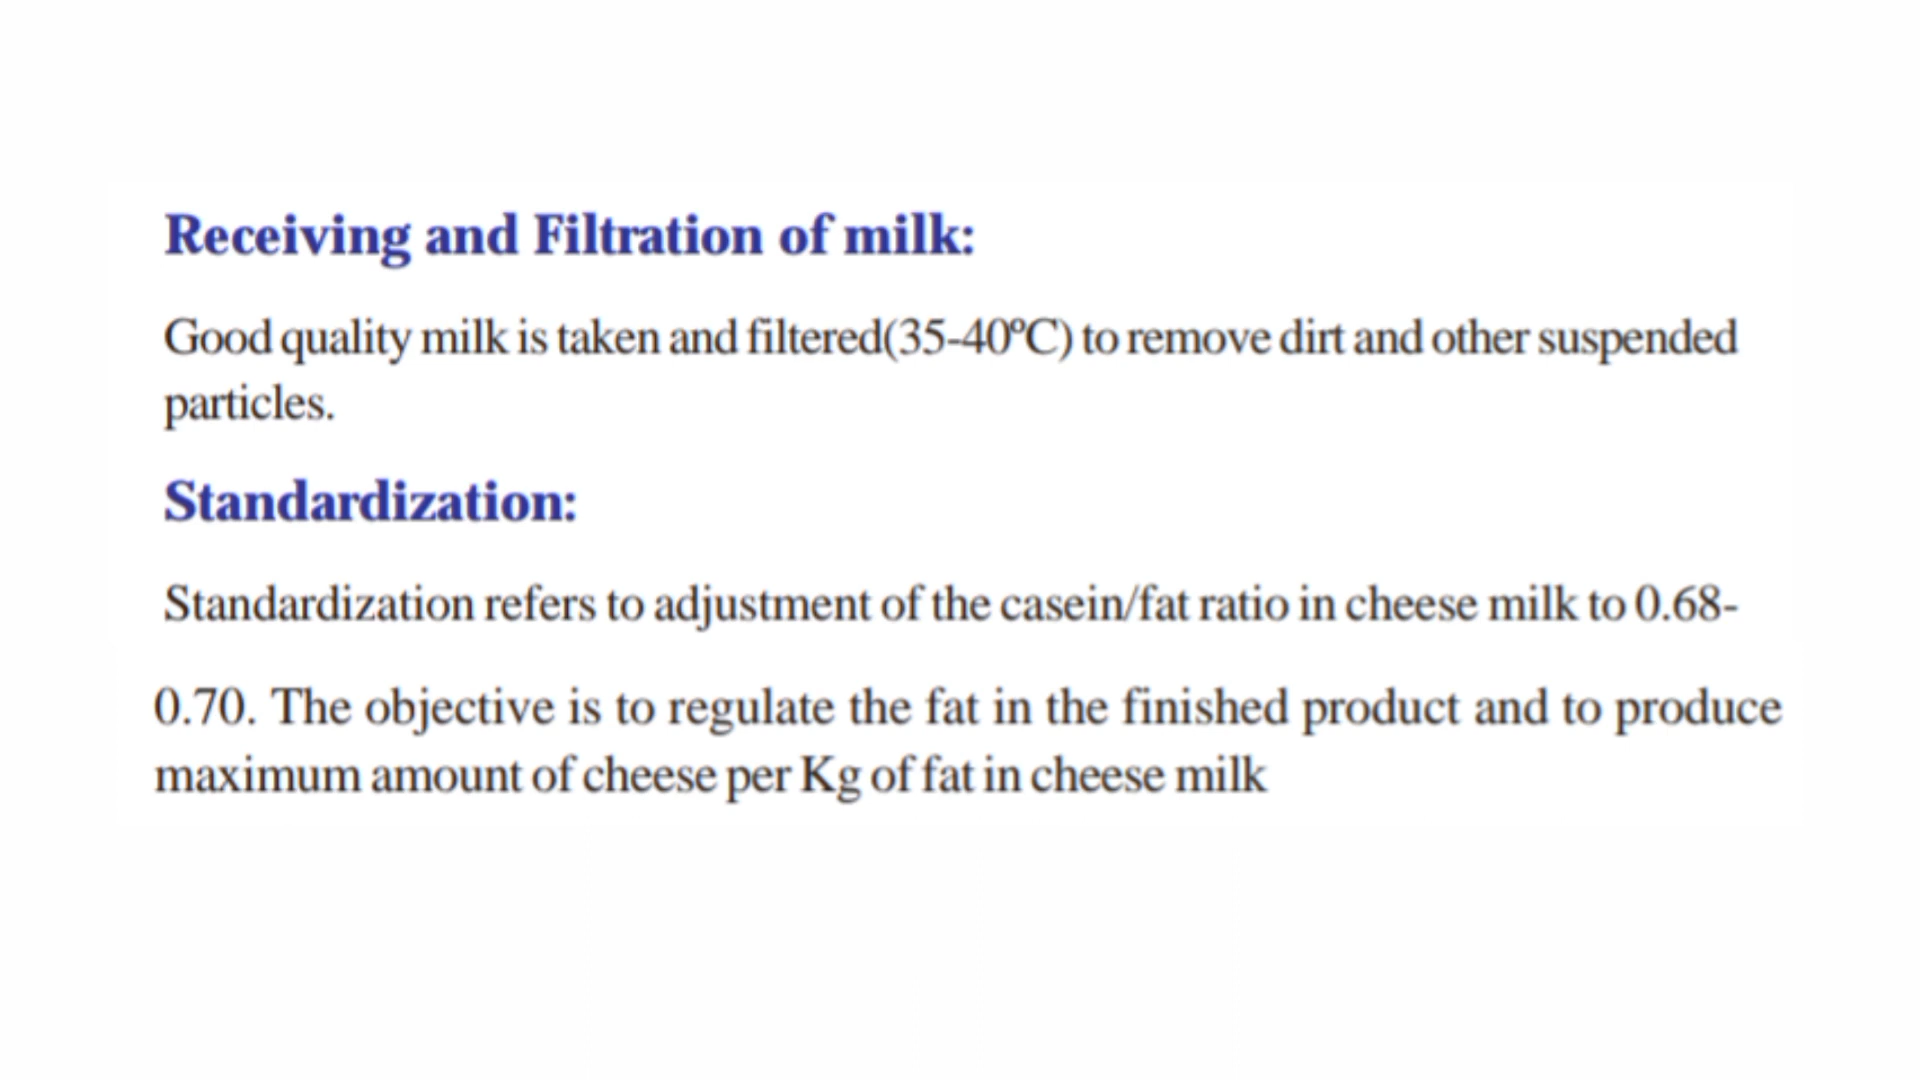 Receiving and Filtration of milk:
Good quality milk is taken and filtered(35-40ºC) to remove dirt and other suspended
particles.
Standardization:
Standardization refers to adjustment of the casein/fat ratio in cheese milk to 0.68-
0.70. The objective is to regulate the fat in the finished product and to produce
maximum amount of cheese per Kg of fat in cheese milk